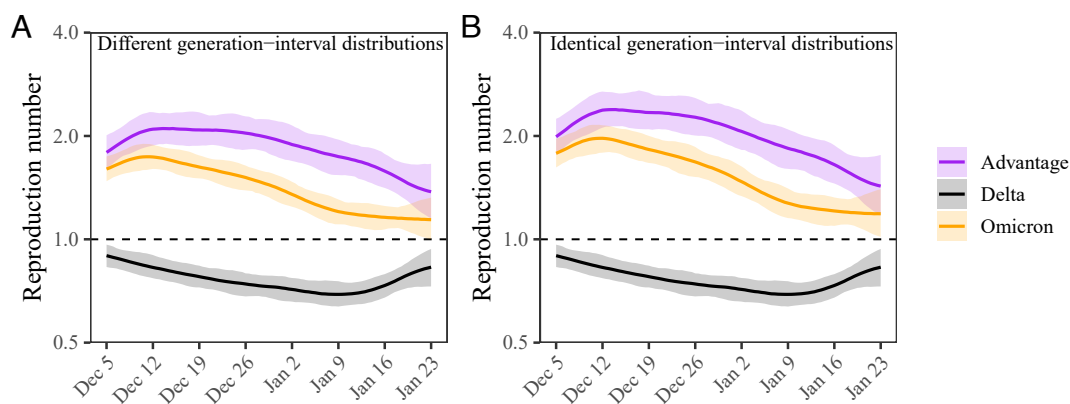 A
Different generation−interval distributions
Reproduction number
4.0
2.0
1.0
0.5
Dec 5
Dec 12
Dec 19
Dec 26
Jan 2
Jan 9
Jan 16
Jan 23
B
Identical generation−interval distributions
Reproduction number
4.0
2.0
1.0
0.5
Dec 5
Dec 12
Dec 19
Dec 26
Jan 2
Jan 9
Jan 16
Jan 23
Advantage
Delta
Omicron